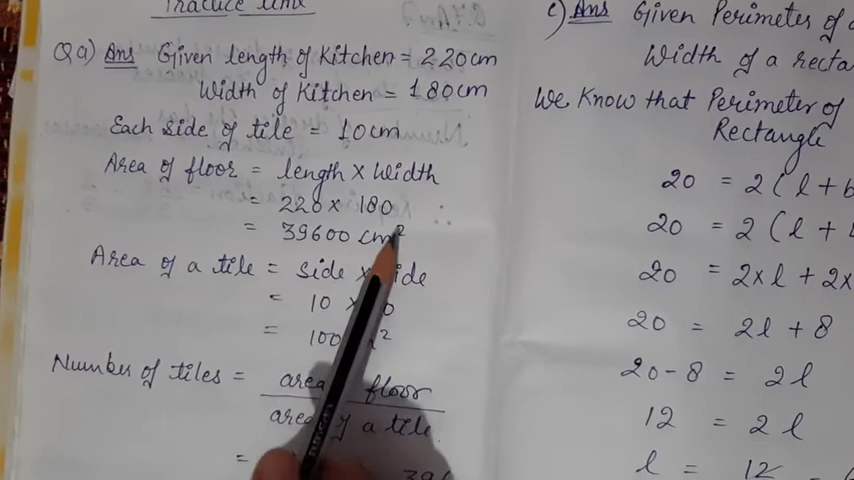 Practice time
Q a) Ans Given length of Kitchen = 220cm
Width of Kitchen = 180cm
Each side of tile = 10cm
Area of floor = length x width
= 220 x 180
= 39600 cm²
Area of a tile = side x side
= 10 x
= 100
Number of tiles = area floor
area of a tile
=
c) Ans Given Perimeter of a
Width of a recta
We Know that Perimeter of
Rectangle
20 = 2 ( l + b
20 = 2 ( l +
20 = 2 x l + 2 x
20 = 2l + 8
20 - 8 = 2l
12 = 2 l
l = 12